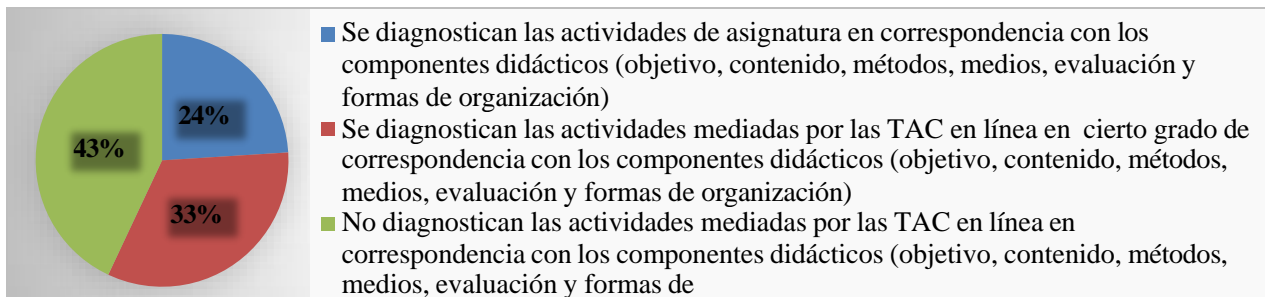 24%
43%
33%
Se diagnostican las actividades de asignatura en correspondencia con los
componentes didácticos (objetivo, contenido, métodos, medios, evaluación y
formas de organización)
Se diagnostican las actividades mediadas por las TAC en línea en cierto grado de
correspondencia con los componentes didácticos (objetivo, contenido, métodos,
medios, evaluación y formas de organización)
No diagnostican las actividades mediadas por las TAC en línea en
correspondencia con los componentes didácticos (objetivo, contenido, métodos,
medios, evaluación y formas de